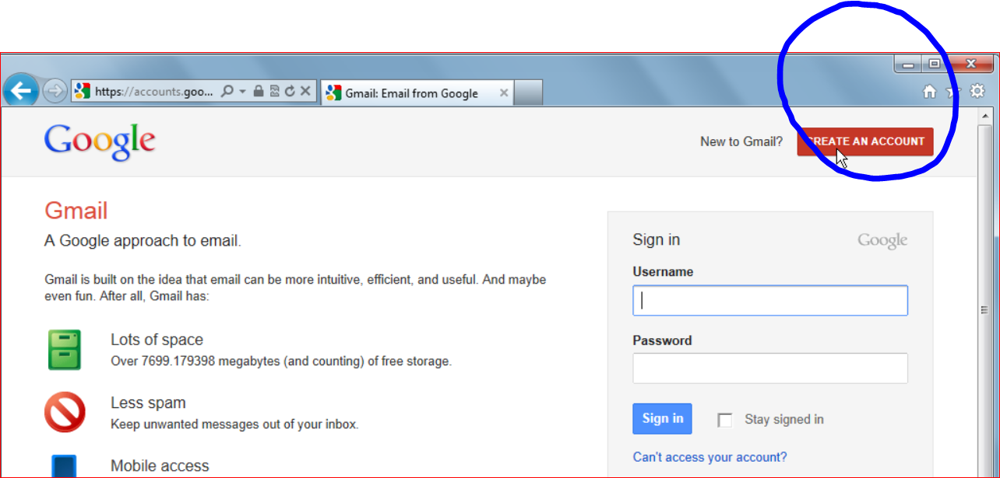 https://accounts.goo...
Gmail: Email from Google
Google
New to Gmail?
CREATE AN ACCOUNT
Gmail
A Google approach to email.
Gmail is built on the idea that email can be more intuitive, efficient, and useful. And maybe
even fun. After all, Gmail has:
Lots of space
Over 7699.179398 megabytes (and counting) of free storage.
Less spam
Keep unwanted messages out of your inbox.
Mobile access
Sign in
Google
Username
Password
Sign in
Stay signed in
Can't access your account?